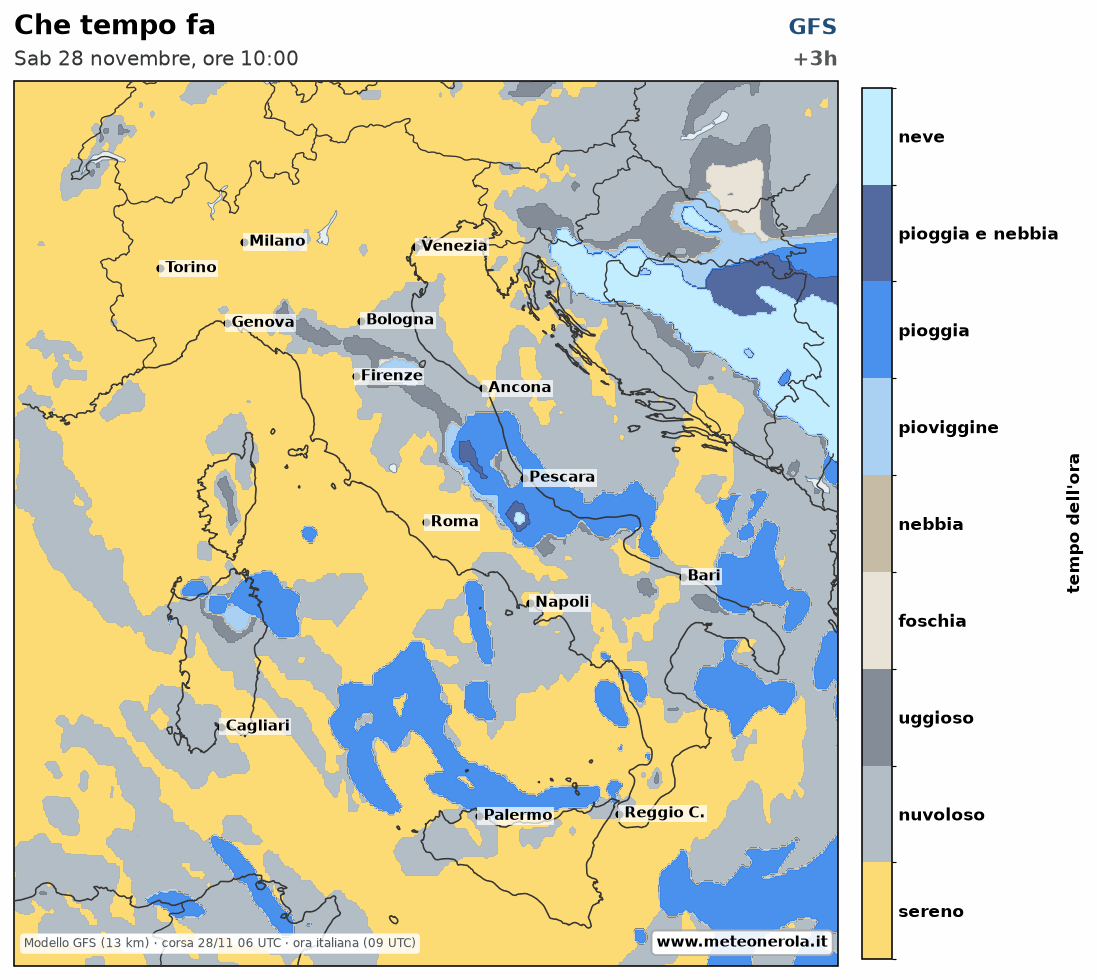 Che tempo fa
GFS
Sab 28 novembre, ore 10:00
+3h
neve
pioggia e nebbia
pioggia
pioviggine
nebbia
foschia
uggioso
nuvoloso
sereno
tempo dell'ora
Milano
Venezia
Torino
Genova
Bologna
Firenze
Ancona
Pescara
Roma
Bari
Napoli
Cagliari
Palermo
Reggio C.
Modello GFS (13 km) · corsa 28/11 06 UTC · ora italiana (09 UTC)
www.meteonerola.it